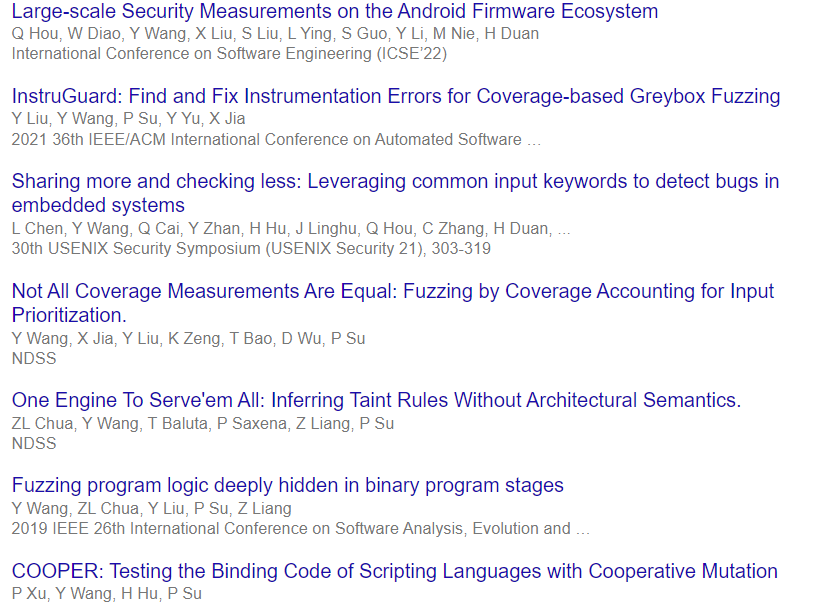 Large-scale Security Measurements on the Android Firmware Ecosystem
Q Hou, W Diao, Y Wang, X Liu, S Liu, L Ying, S Guo, Y Li, M Nie, H Duan
International Conference on Software Engineering (ICSE'22)
InstruGuard: Find and Fix Instrumentation Errors for Coverage-based Greybox Fuzzing
Y Liu, Y Wang, P Su, Y Yu, X Jia
2021 36th IEEE/ACM International Conference on Automated Software …
Sharing more and checking less: Leveraging common input keywords to detect bugs in
embedded systems
L Chen, Y Wang, Q Cai, Y Zhan, H Hu, J Linghu, Q Hou, C Zhang, H Duan, ...
30th USENIX Security Symposium (USENIX Security 21), 303-319
Not All Coverage Measurements Are Equal: Fuzzing by Coverage Accounting for Input
Prioritization.
Y Wang, X Jia, Y Liu, K Zeng, T Bao, D Wu, P Su
NDSS
One Engine To Serve'em All: Inferring Taint Rules Without Architectural Semantics.
ZL Chua, Y Wang, T Baluta, P Saxena, Z Liang, P Su
NDSS
Fuzzing program logic deeply hidden in binary program stages
Y Wang, ZL Chua, Y Liu, P Su, Z Liang
2019 IEEE 26th International Conference on Software Analysis, Evolution and …
COOPER: Testing the Binding Code of Scripting Languages with Cooperative Mutation
P Xu, Y Wang, H Hu, P Su